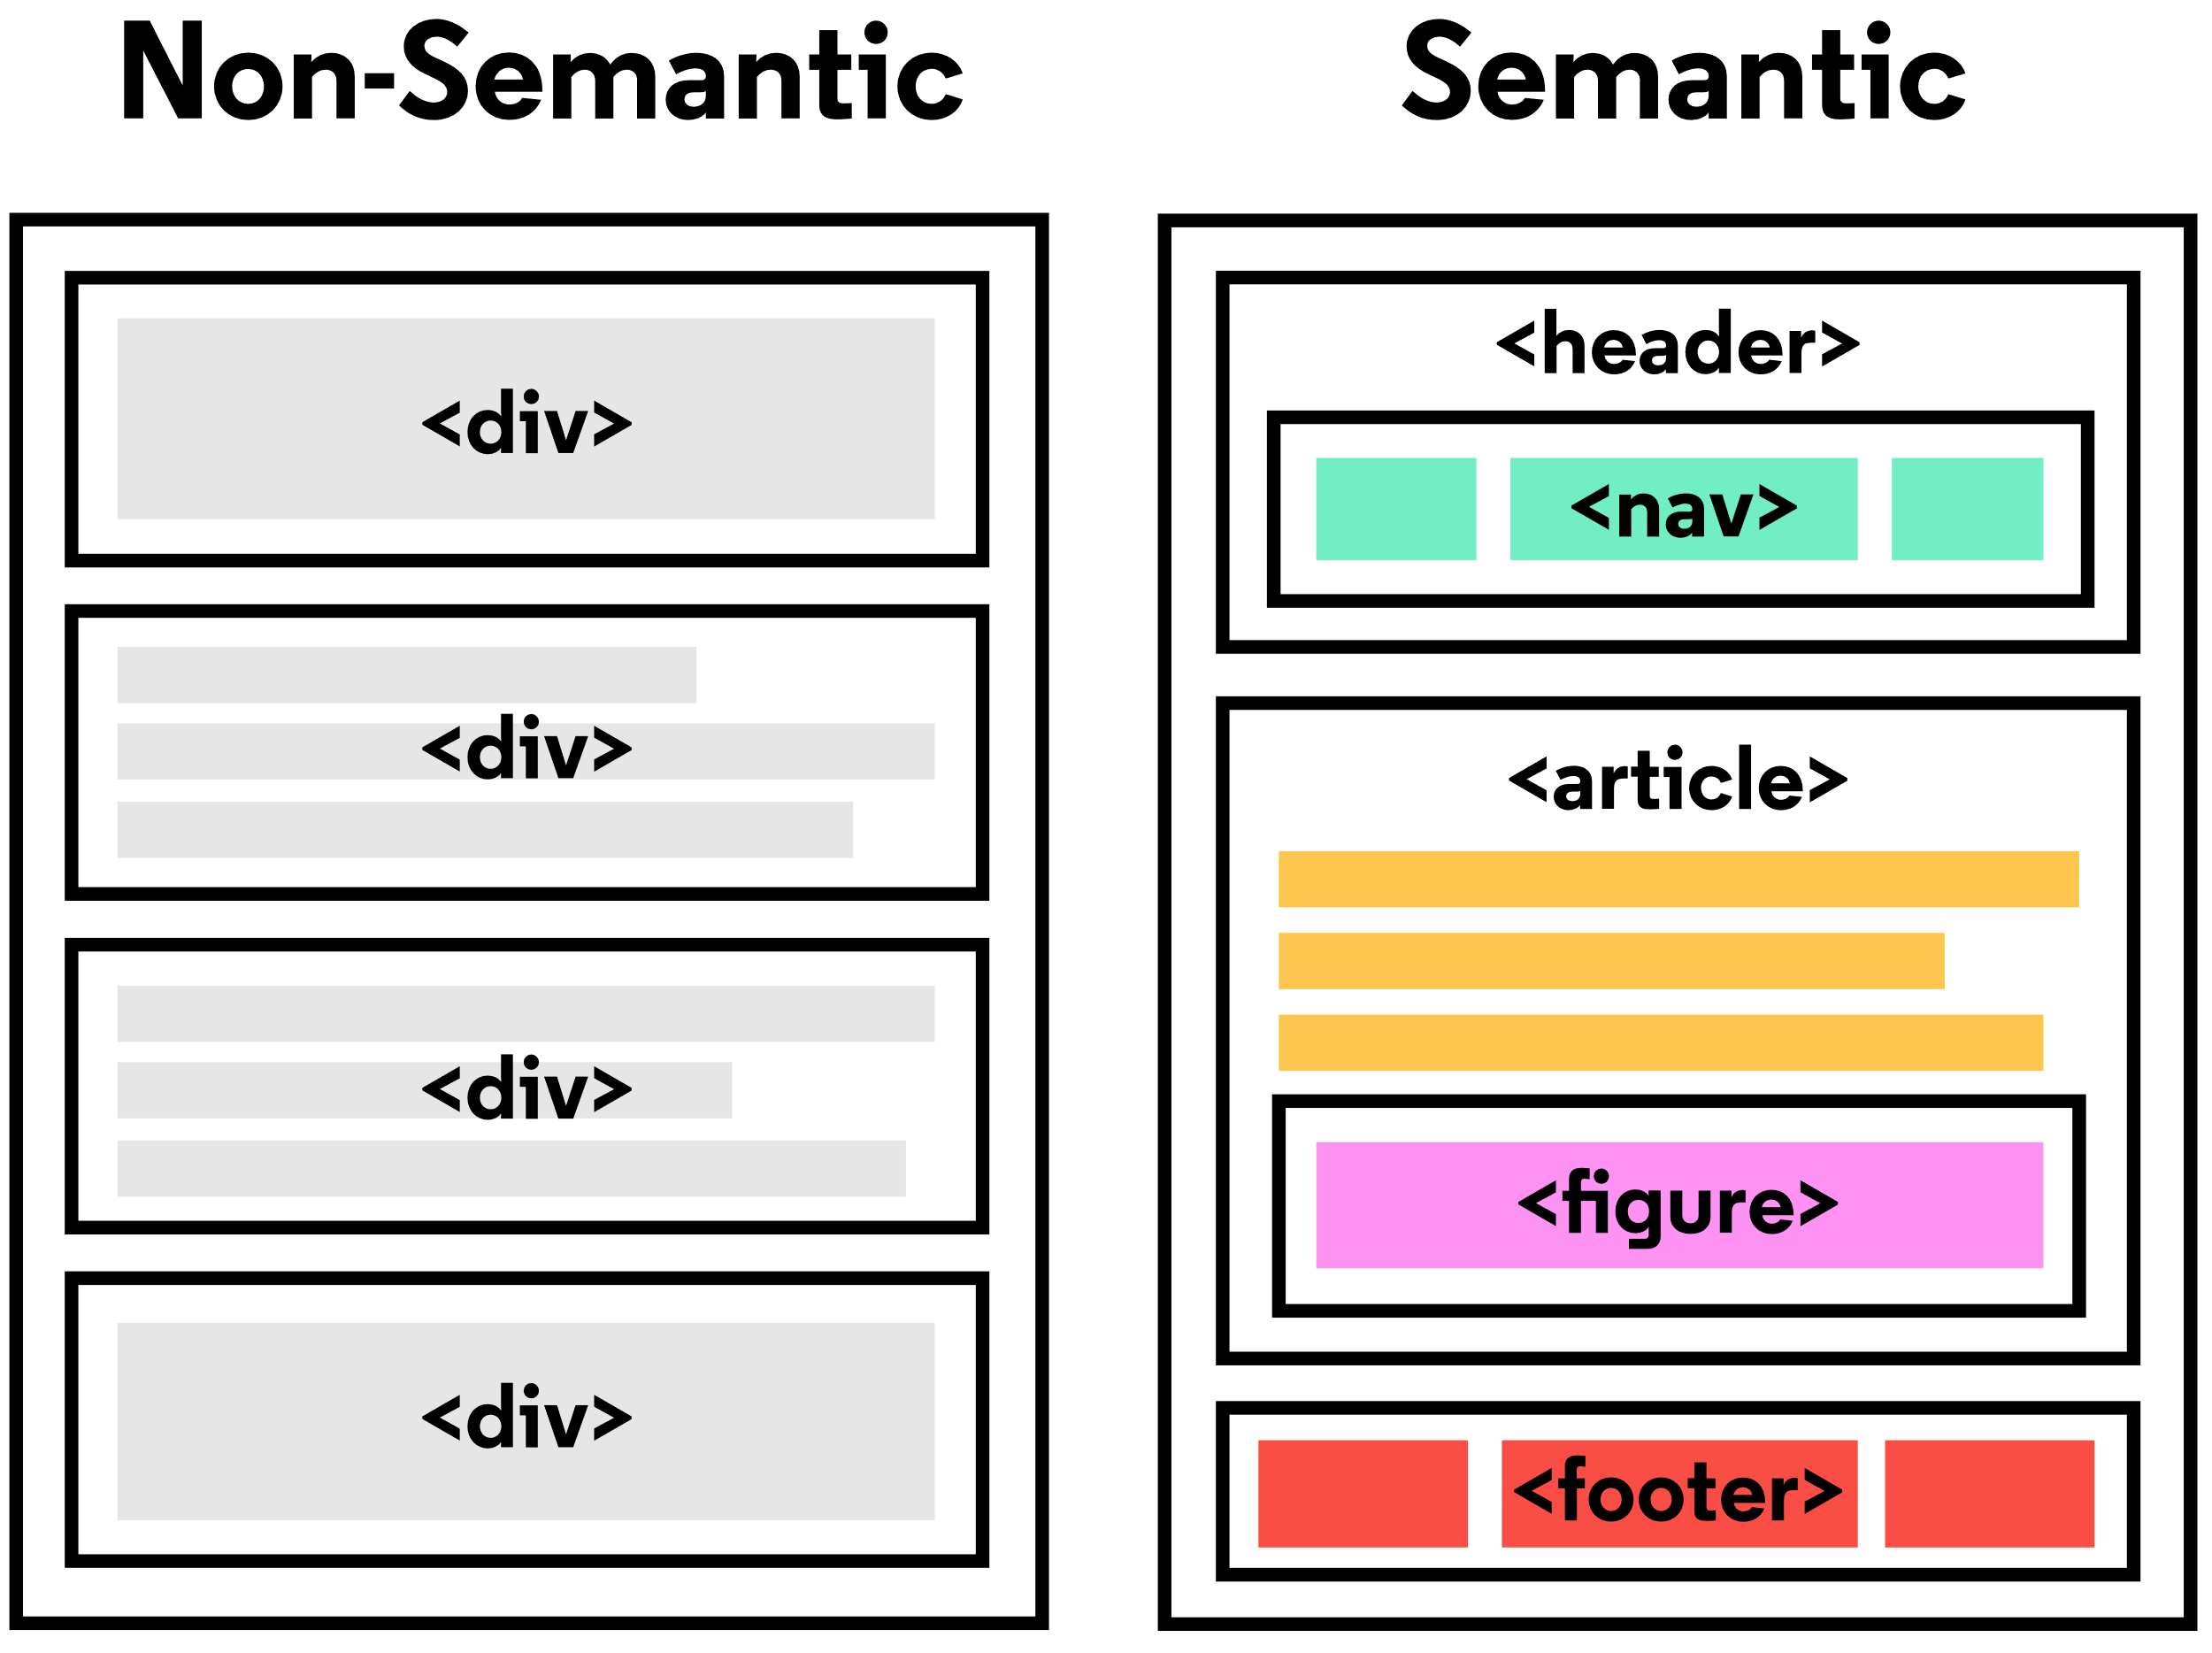 Non-Semantic
<div>
<div>
<div>
<div>
Semantic
<header>
<nav>
<article>
<figure>
<footer>